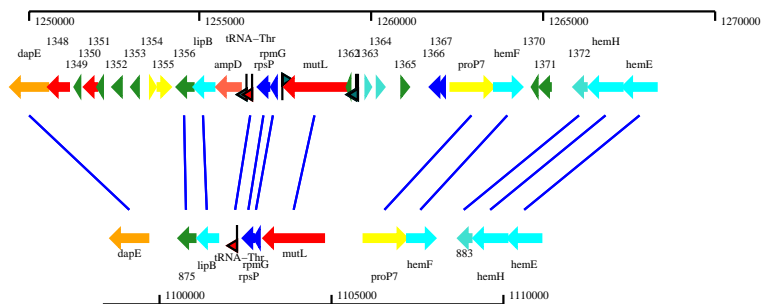 1250000 1255000 1260000 1265000 1270000
tRNA−Thr
1348 1351 1354 lipB 1364 1367 1370 hemH
1350 1353 1356 rpmG 1362 1363 proP7 hemF 1372
dapE 1349 1352 1355 ampD rpsP mutL 1365 1366 1371 hemE
dapE tRNA−Thr mutL 883
lipB rpmG hemF hemE
875 rpsP proP7 hemH
1100000 1105000 1110000